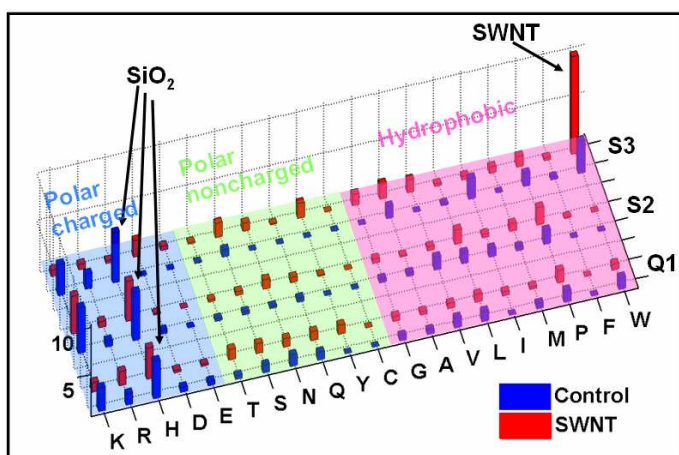 SWNT
SiO2
Hydrophobic
Polar
noncharged
Polar
charged
S3
S2
Q1
10
5
K R H D E T S N Q Y C G A V L I M P F W
Control
SWNT